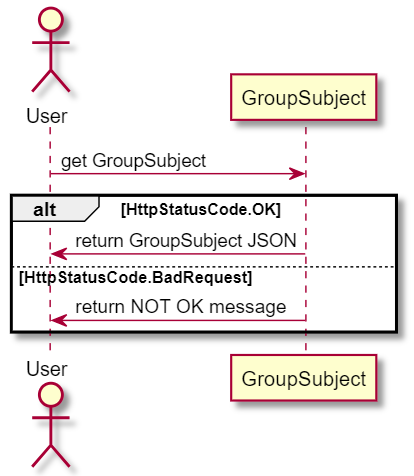 User
GroupSubject
get GroupSubject
alt [HttpStatusCode.OK]
return GroupSubject JSON
[HttpStatusCode.BadRequest]
return NOT OK message
User
GroupSubject